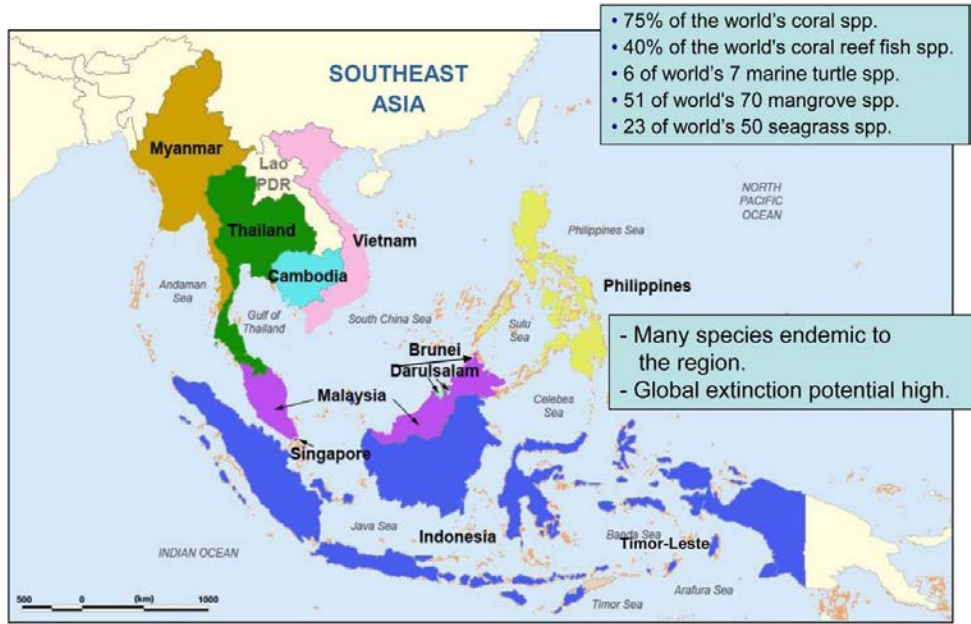 • 75% of the world's coral spp.
• 40% of the world's coral reef fish spp.
• 6 of world's 7 marine turtle spp.
• 51 of world's 70 mangrove spp.
• 23 of world's 50 seagrass spp.
SOUTHEAST
ASIA
Myanmar
Lao
PDR
NORTH
PACIFIC
OCEAN
Thailand
Vietnam
Philippines Sea
Cambodia
Andaman
Sea
Philippines
Gulf of
Thailand
South China Sea
Sulu
Sea
- Many species endemic to
the region.
- Global extinction potential high.
Brunei
Darulsalam
Malaysia
Celebes
Sea
Singapore
Java Sea
Indonesia
Banda Sea
Timor-Leste
INDIAN OCEAN
Arafura Sea
Timor Sea
500 0 (km) 1000